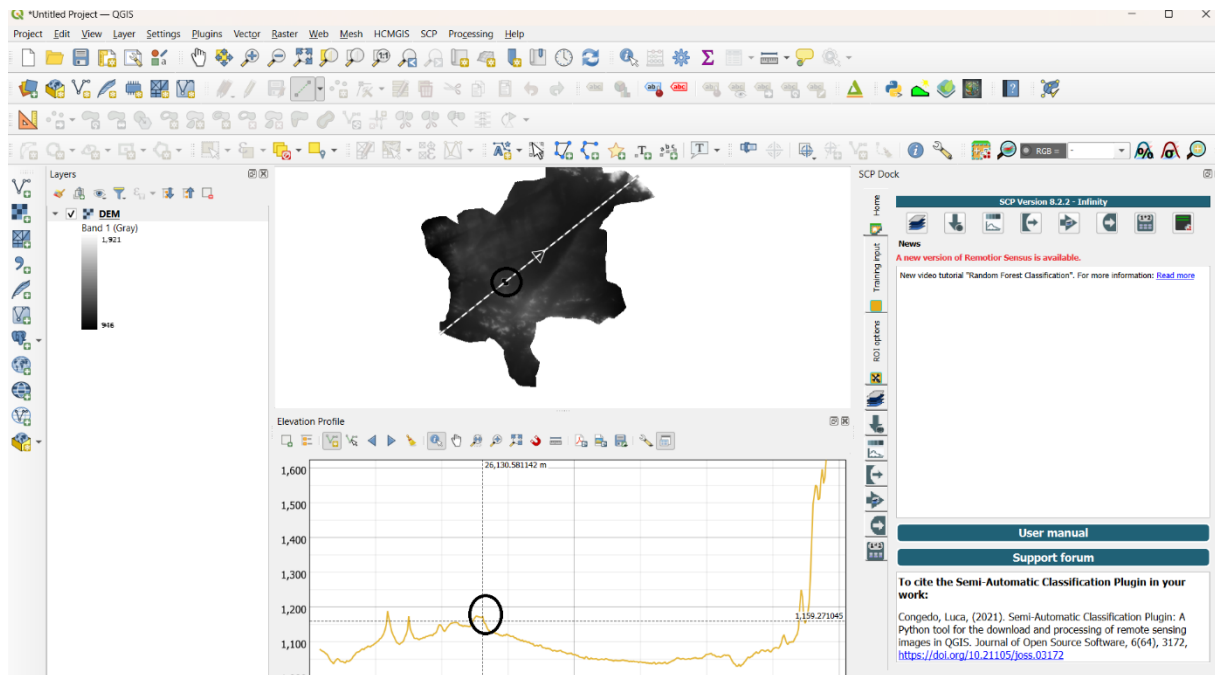 *Untitled Project — QGIS
Project Edit View Layer Settings Plugins Vector Raster Web Mesh HCMGIS SCP Processing Help
RGB = -
Layers
DEM
Band 1 (Gray)
1,921
946
Elevation Profile
26,130.581142 m
1,600
1,500
1,400
1,300
1,200
1,159.271045
1,100
SCP Dock
Home
Training input
ROI options
SCP Version 8.2.2 - Infinity
News
A new version of Remotior Sensus is available.
New video tutorial "Random Forest Classification". For more information: Read more
User manual
Support forum
To cite the Semi-Automatic Classification Plugin in your
work:
Congedo, Luca, (2021). Semi-Automatic Classification Plugin: A
Python tool for the download and processing of remote sensing
images in QGIS. Journal of Open Source Software, 6(64), 3172,
https://doi.org/10.21105/joss.03172